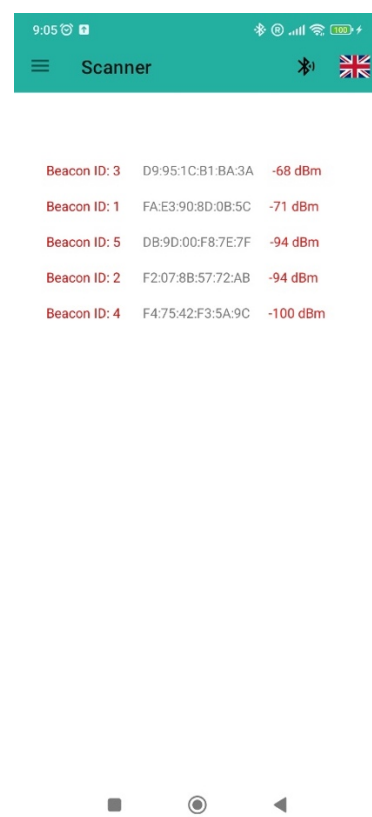 9:05
100
Scanner
Beacon ID: 3 D9:95:1C:B1:BA:3A -68 dBm
Beacon ID: 1 FA:E3:90:8D:0B:5C -71 dBm
Beacon ID: 5 DB:9D:00:F8:7E:7F -94 dBm
Beacon ID: 2 F2:07:8B:57:72:AB -94 dBm
Beacon ID: 4 F4:75:42:F3:5A:9C -100 dBm